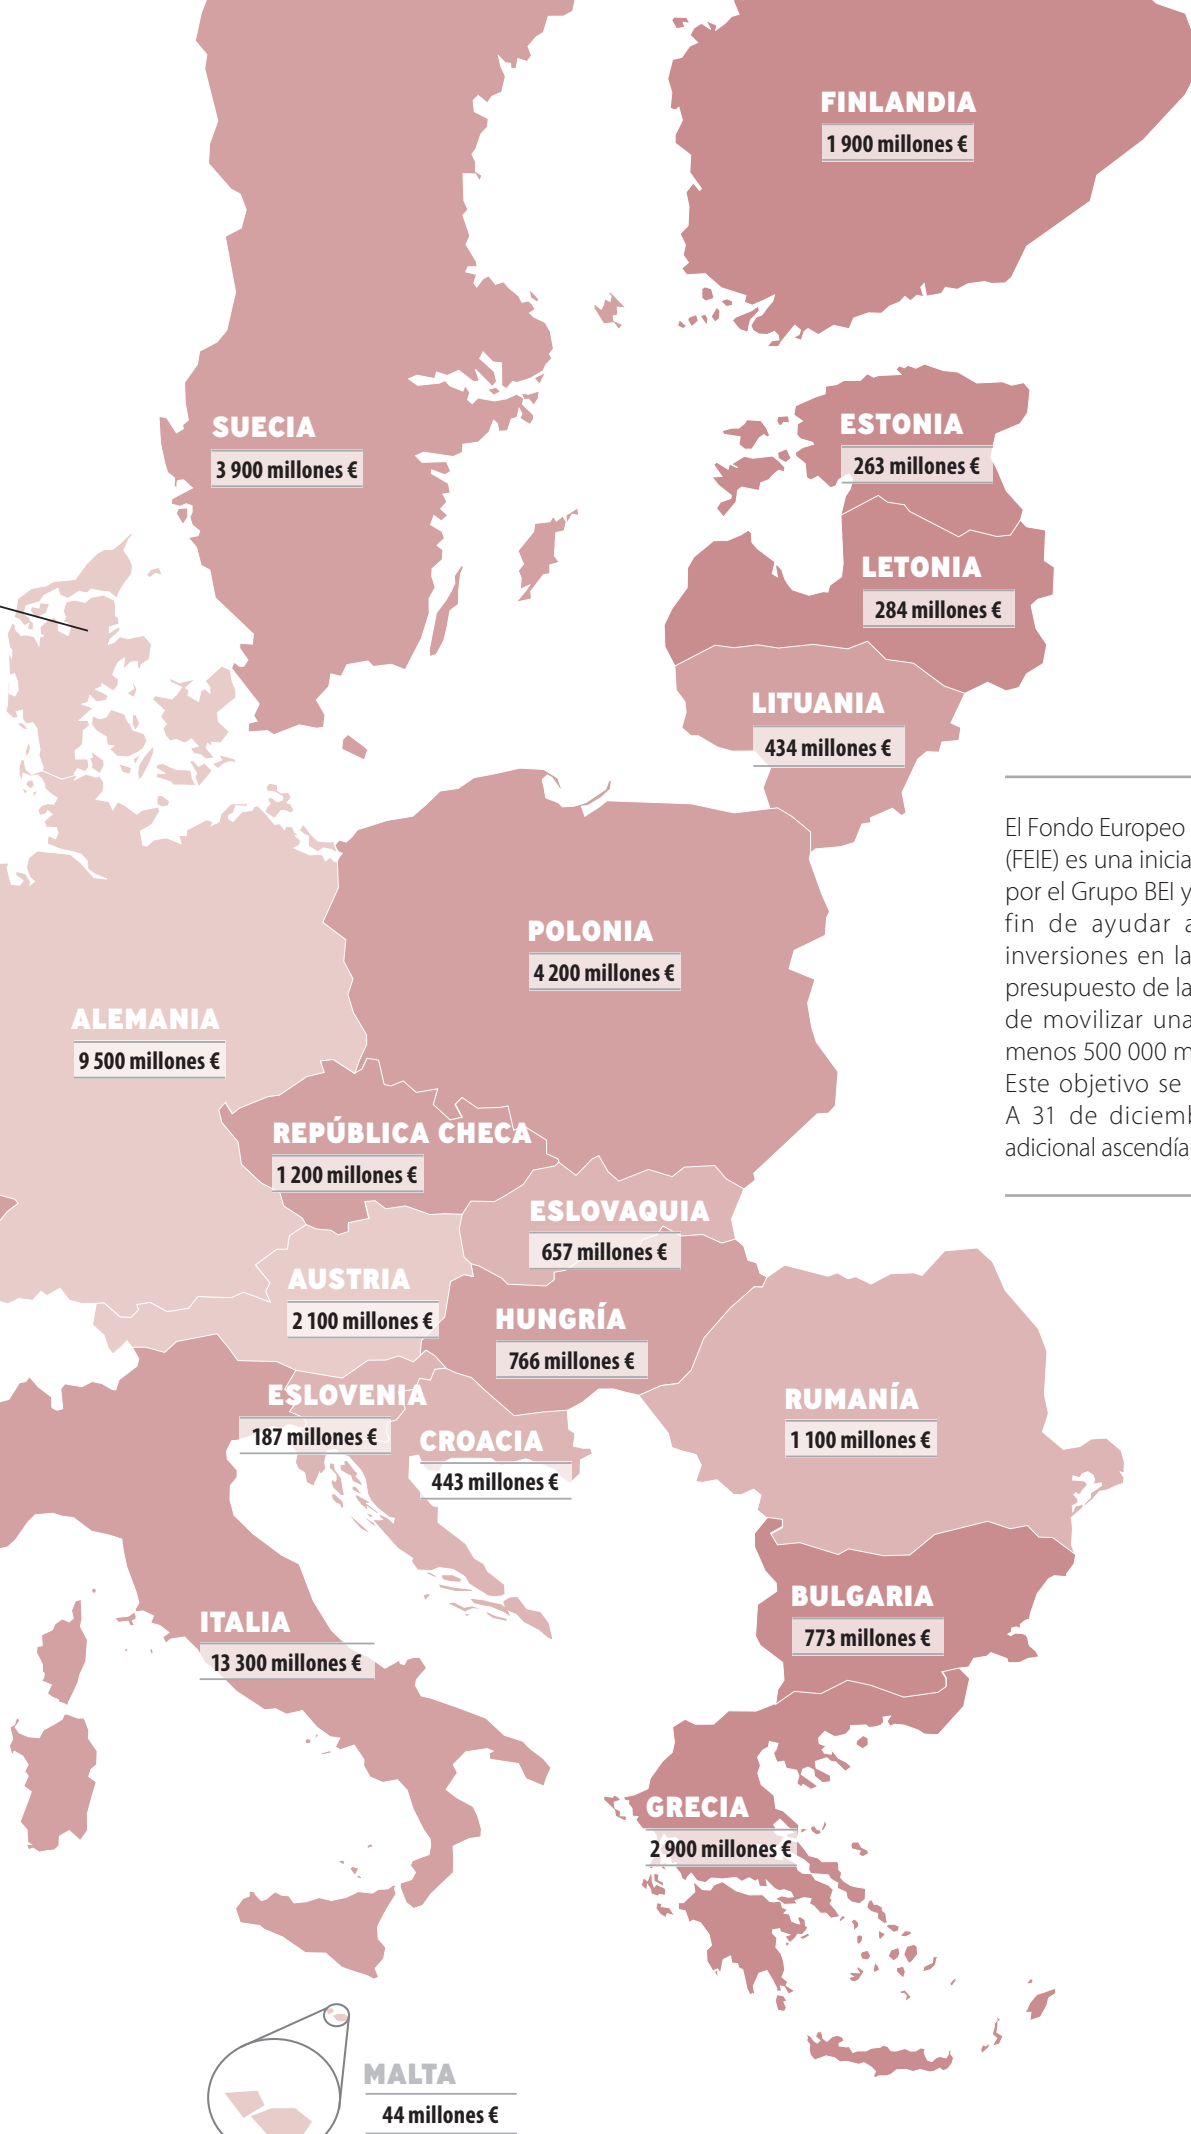 FINLANDIA
1 900 millones €
SUECIA
3 900 millones €
ESTONIA
263 millones €
LETONIA
284 millones €
LITUANIA
434 millones €
El Fondo Europeo
(FEIE) es una inicia
por el Grupo BEI y
fin de ayudar a
inversiones en la
presupuesto de la
de movilizar una
menos 500 000 m
Este objetivo se
A 31 de diciemb
adicional ascendía
POLONIA
4 200 millones €
ALEMANIA
9 500 millones €
REPÚBLICA CHECA
1 200 millones €
ESLOVAQUIA
657 millones €
AUSTRIA
2 100 millones €
HUNGRÍA
766 millones €
ESLOVENIA
187 millones €
CROACIA
443 millones €
RUMANÍA
1 100 millones €
BULGARIA
773 millones €
ITALIA
13 300 millones €
GRECIA
2 900 millones €
MALTA
44 millones €